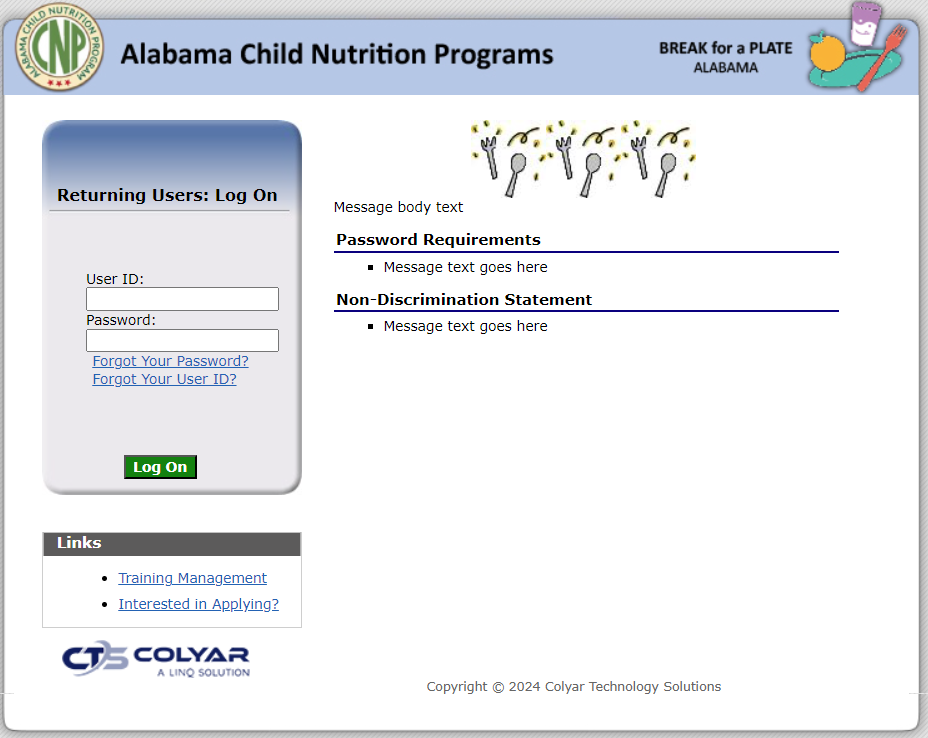 ALABAMA CHILD NUTRITION PROGRAM
CNP
Alabama Child Nutrition Programs
BREAK for a PLATE
ALABAMA
Returning Users: Log On
User ID:
Password:
Forgot Your Password?
Forgot Your User ID?
Log On
Message body text
Password Requirements
Message text goes here
Non-Discrimination Statement
Message text goes here
Links
Training Management
Interested in Applying?
CTS COLYAR
A LINQ SOLUTION
Copyright © 2024 Colyar Technology Solutions